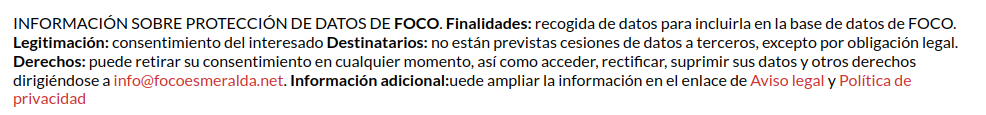 INFORMACIÓN SOBRE PROTECCIÓN DE DATOS DE FOCO. Finalidades: recogida de datos para incluirla en la base de datos de FOCO.
Legitimación: consentimiento del interesado Destinatarios: no están previstas cesiones de datos a terceros, excepto por obligación legal.
Derechos: puede retirar su consentimiento en cualquier momento, así como acceder, rectificar, suprimir sus datos y otros derechos
dirigiéndose a info@focoesmeralda.net. Información adicional:uede ampliar la información en el enlace de Aviso legal y Política de
privacidad